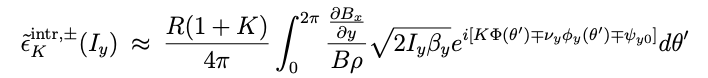 $$\tilde{\epsilon}_K^{\text{intr},\pm}(I_y) \approx \frac{R(1+K)}{4\pi} \int_0^{2\pi} \frac{\frac{\partial B_x}{\partial y}}{B\rho} \sqrt{2I_y\beta_y} e^{i[K\Phi(\theta')\mp\nu_y\phi_y(\theta')\mp\psi_{y0}]} d\theta'$$